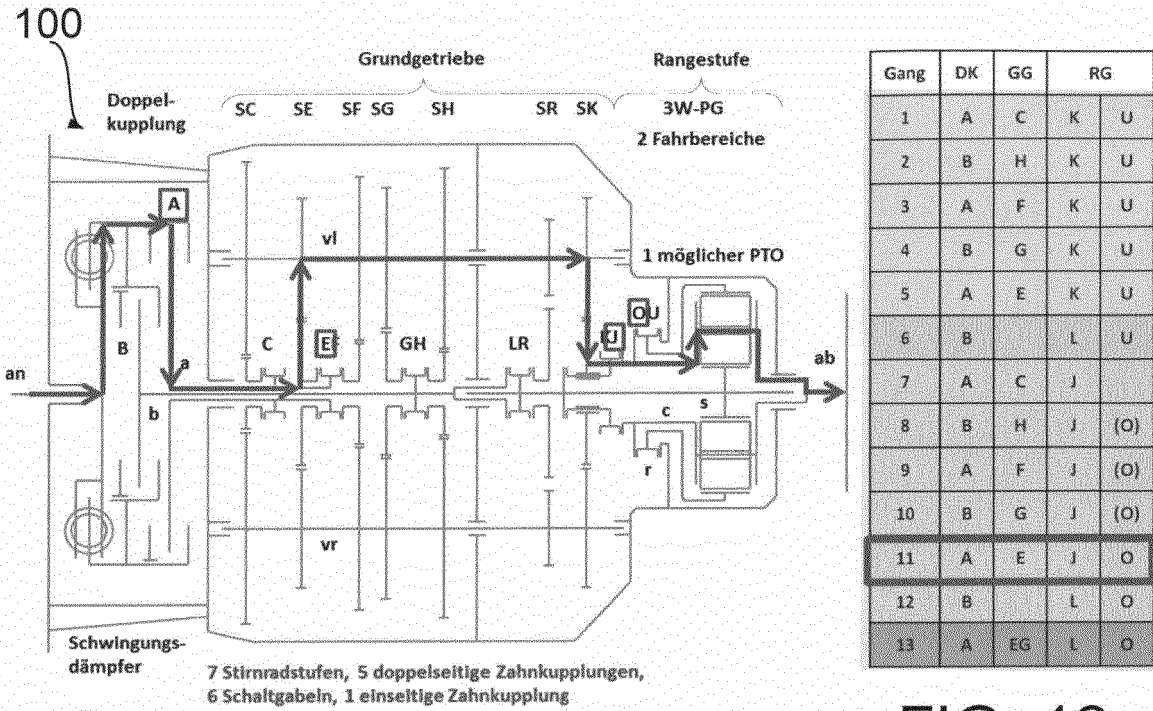 100
Grundgetriebe
Rangestufe
Doppel-
kupplung
SC SE SF SG SH SR SK 3W-PG
2 Fahrbereiche
A
vl
1 möglicher PTO
OU
B C EF GH LR KJ
an a ab
b c s
r
vr
Schwingungs-
dämpfer
7 Stirnradstufen, 5 doppelseitige Zahnkupplungen,
6 Schaltgabeln, 1 einseitige Zahnkupplung
Gang DK GG RG
1 A C K U
2 B H K U
3 A F K U
4 B G K U
5 A E K U
6 B L U
7 A C J
8 B H J (O)
9 A F J (O)
10 B G J (O)
11 A E J O
12 B L O
13 A EG L O